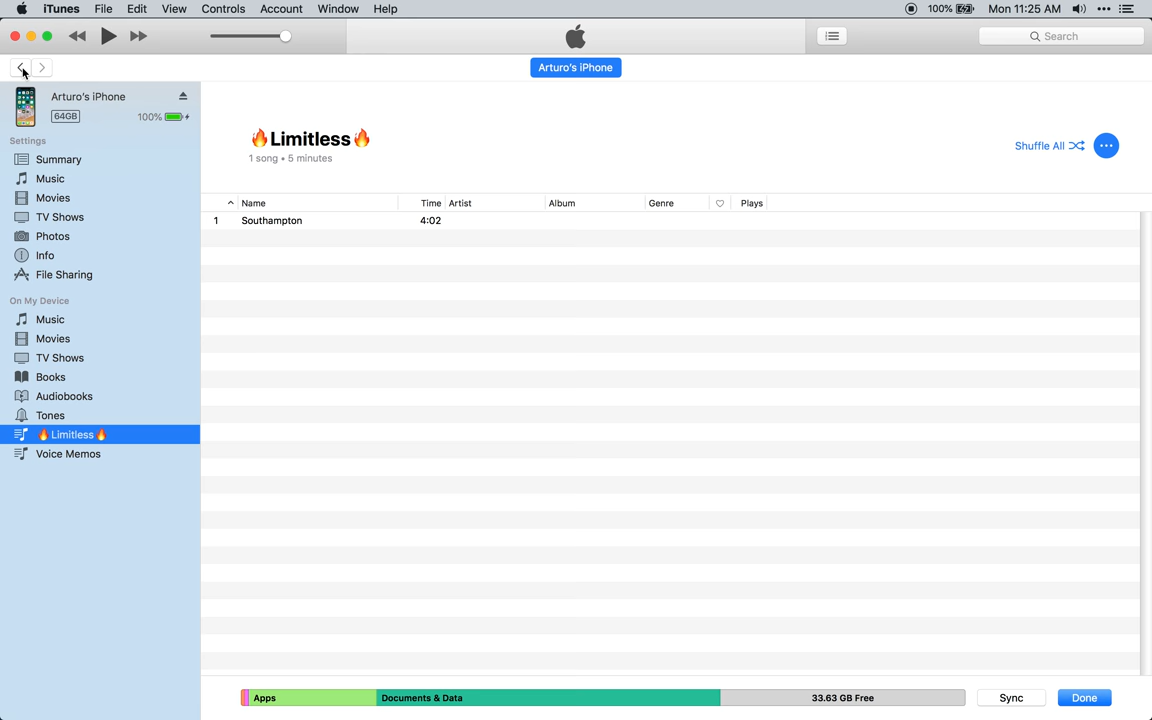 iTunes File Edit View Controls Account Window Help 100% Mon 11:25 AM
Search
Arturo's iPhone
Arturo's iPhone
64GB 100%
Settings
Summary
Music
Movies
TV Shows
Photos
Info
File Sharing
On My Device
Music
Movies
TV Shows
Books
Audiobooks
Tones
🔥Limitless🔥
Voice Memos
🔥Limitless🔥
1 song • 5 minutes
Shuffle All
Name Time Artist Album Genre Plays
1 Southampton 4:02
Apps Documents & Data 33.63 GB Free Sync Done